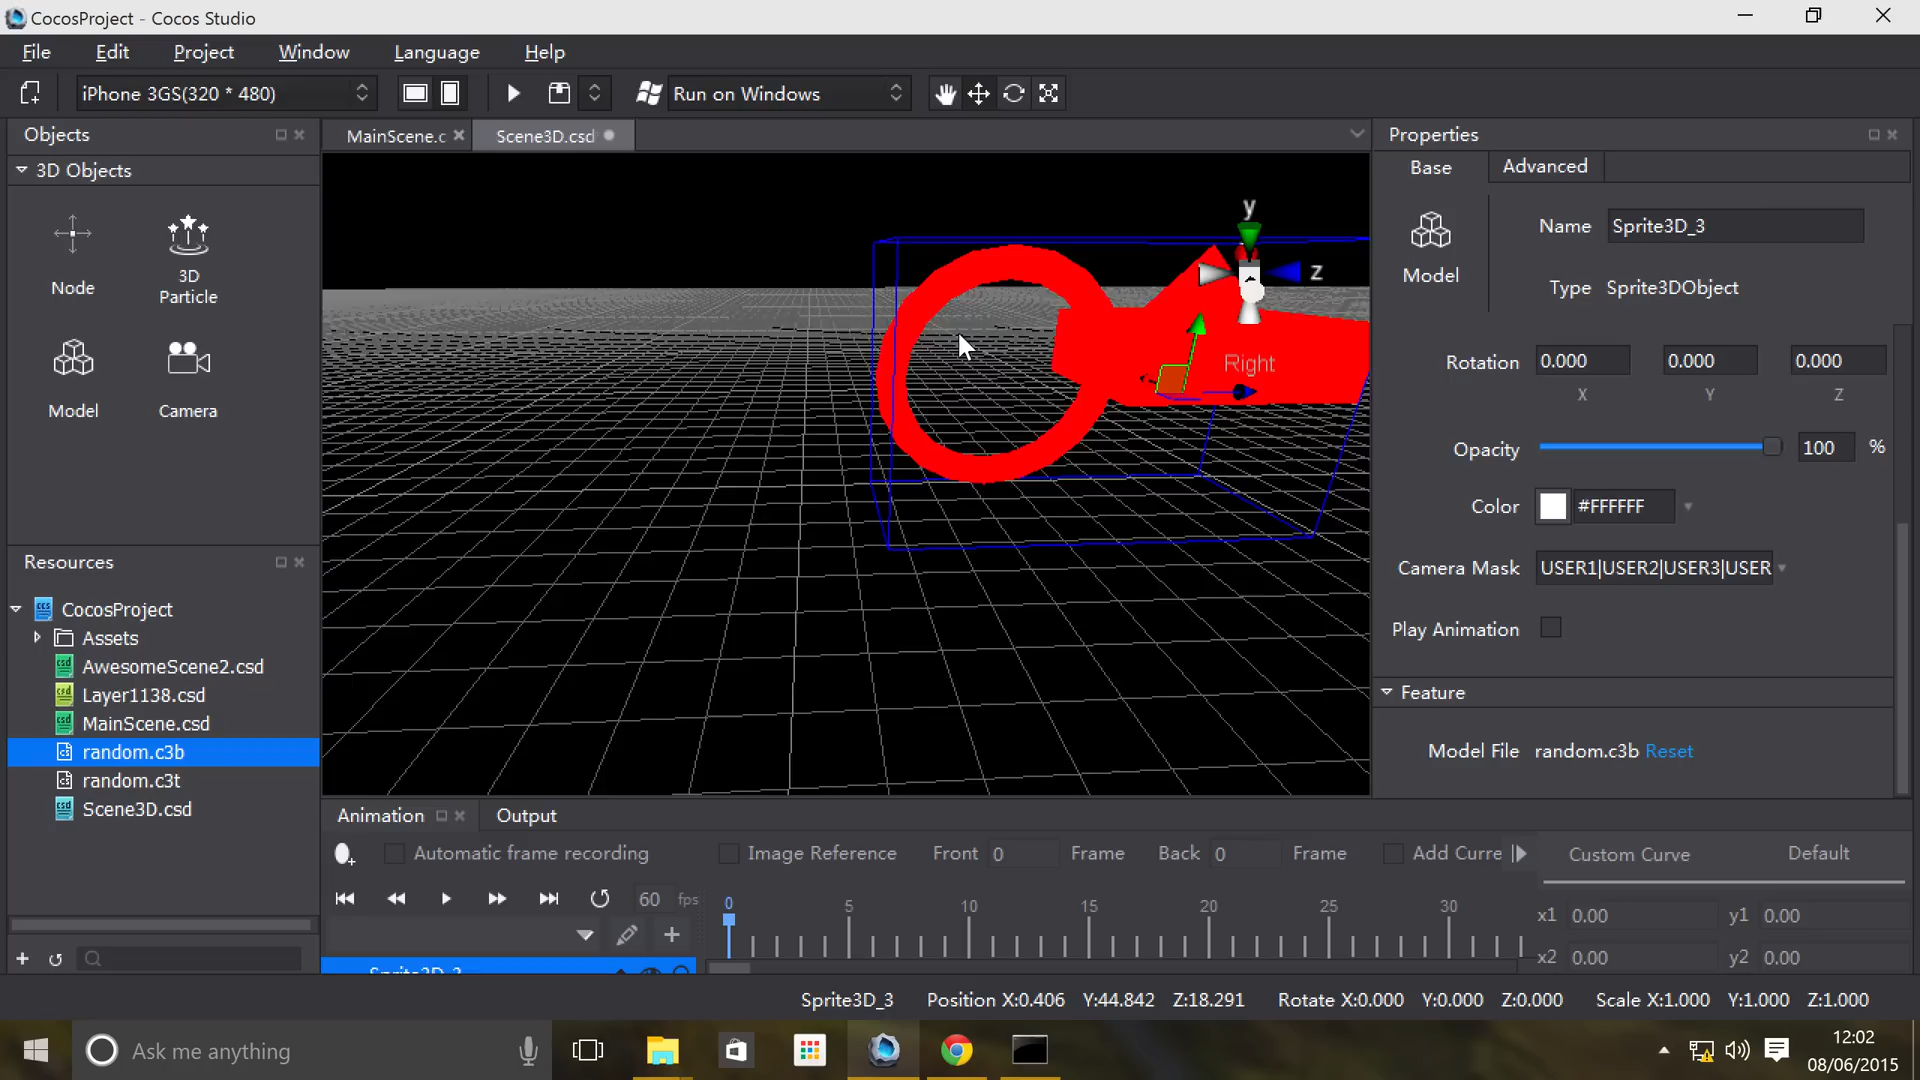 CocosProject - Cocos Studio
File Edit Project Window Language Help
iPhone 3GS(320 * 480) Run on Windows
Objects
3D Objects
Node
3D
Particle
Model
Camera
Resources
CocosProject
Assets
AwesomeScene2.csd
Layer1138.csd
MainScene.csd
random.c3b
random.c3t
Scene3D.csd
MainScene.c Scene3D.csd
y
z
Right
Properties
Base Advanced
Model
Name Sprite3D_3
Type Sprite3DObject
Rotation 0.000 0.000 0.000
X Y Z
Opacity 100 %
Color #FFFFFF
Camera Mask USER1|USER2|USER3|USER
Play Animation
Feature
Model File random.c3b Reset
Animation Output
Automatic frame recording Image Reference Front 0 Frame Back 0 Frame Add Curre
60 fps
0 5 10 15 20 25 30
Sprite3D_3
Custom Curve Default
x1 0.00 y1 0.00
x2 0.00 y2 0.00
Sprite3D_3 Position X:0.406 Y:44.842 Z:18.291 Rotate X:0.000 Y:0.000 Z:0.000 Scale X:1.000 Y:1.000 Z:1.000
Ask me anything
12:02
08/06/2015